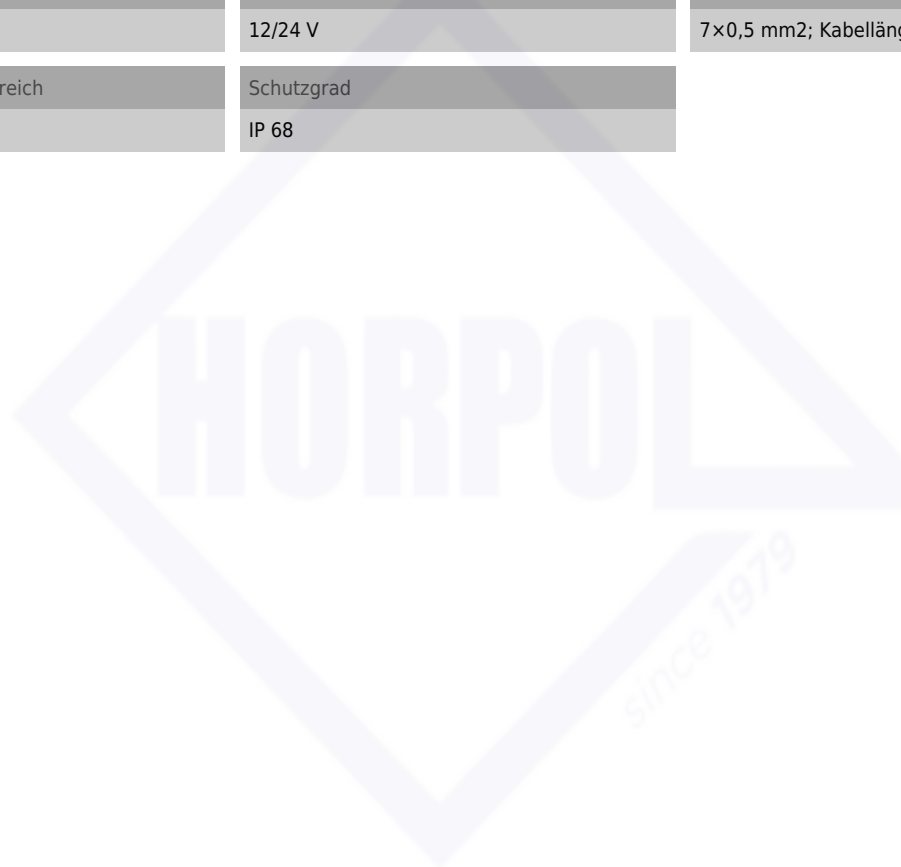 12/24 V
7×0,5 mm2; Kabelläng
reich
Schutzgrad
IP 68
HORPOL
since 1979